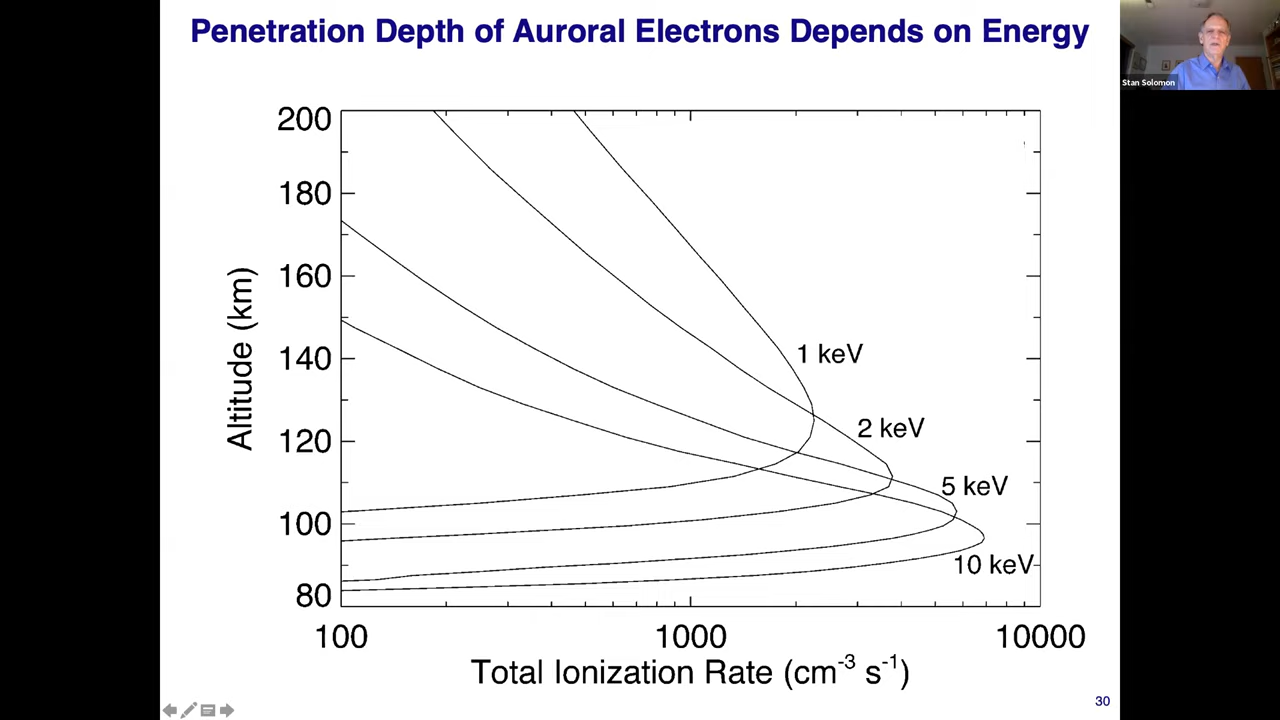 Penetration Depth of Auroral Electrons Depends on Energy
Stan Solomon
200
180
160
140
120
100
80
Altitude (km)
1 keV
2 keV
5 keV
10 keV
100
1000
10000
Total Ionization Rate (cm⁻³ s⁻¹)
30